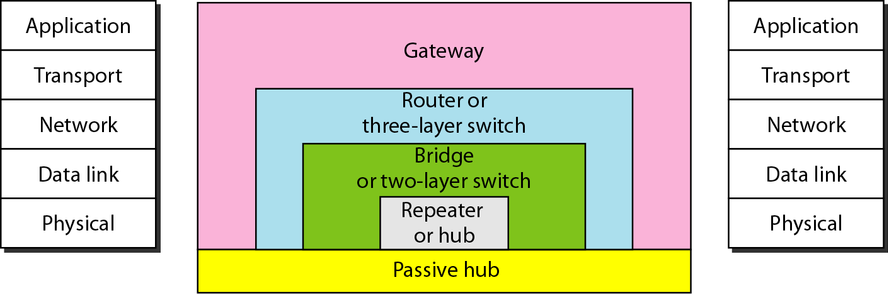 Application
Transport
Network
Data link
Physical
Gateway
Router or
three-layer switch
Bridge
or two-layer switch
Repeater
or hub
Passive hub
Application
Transport
Network
Data link
Physical